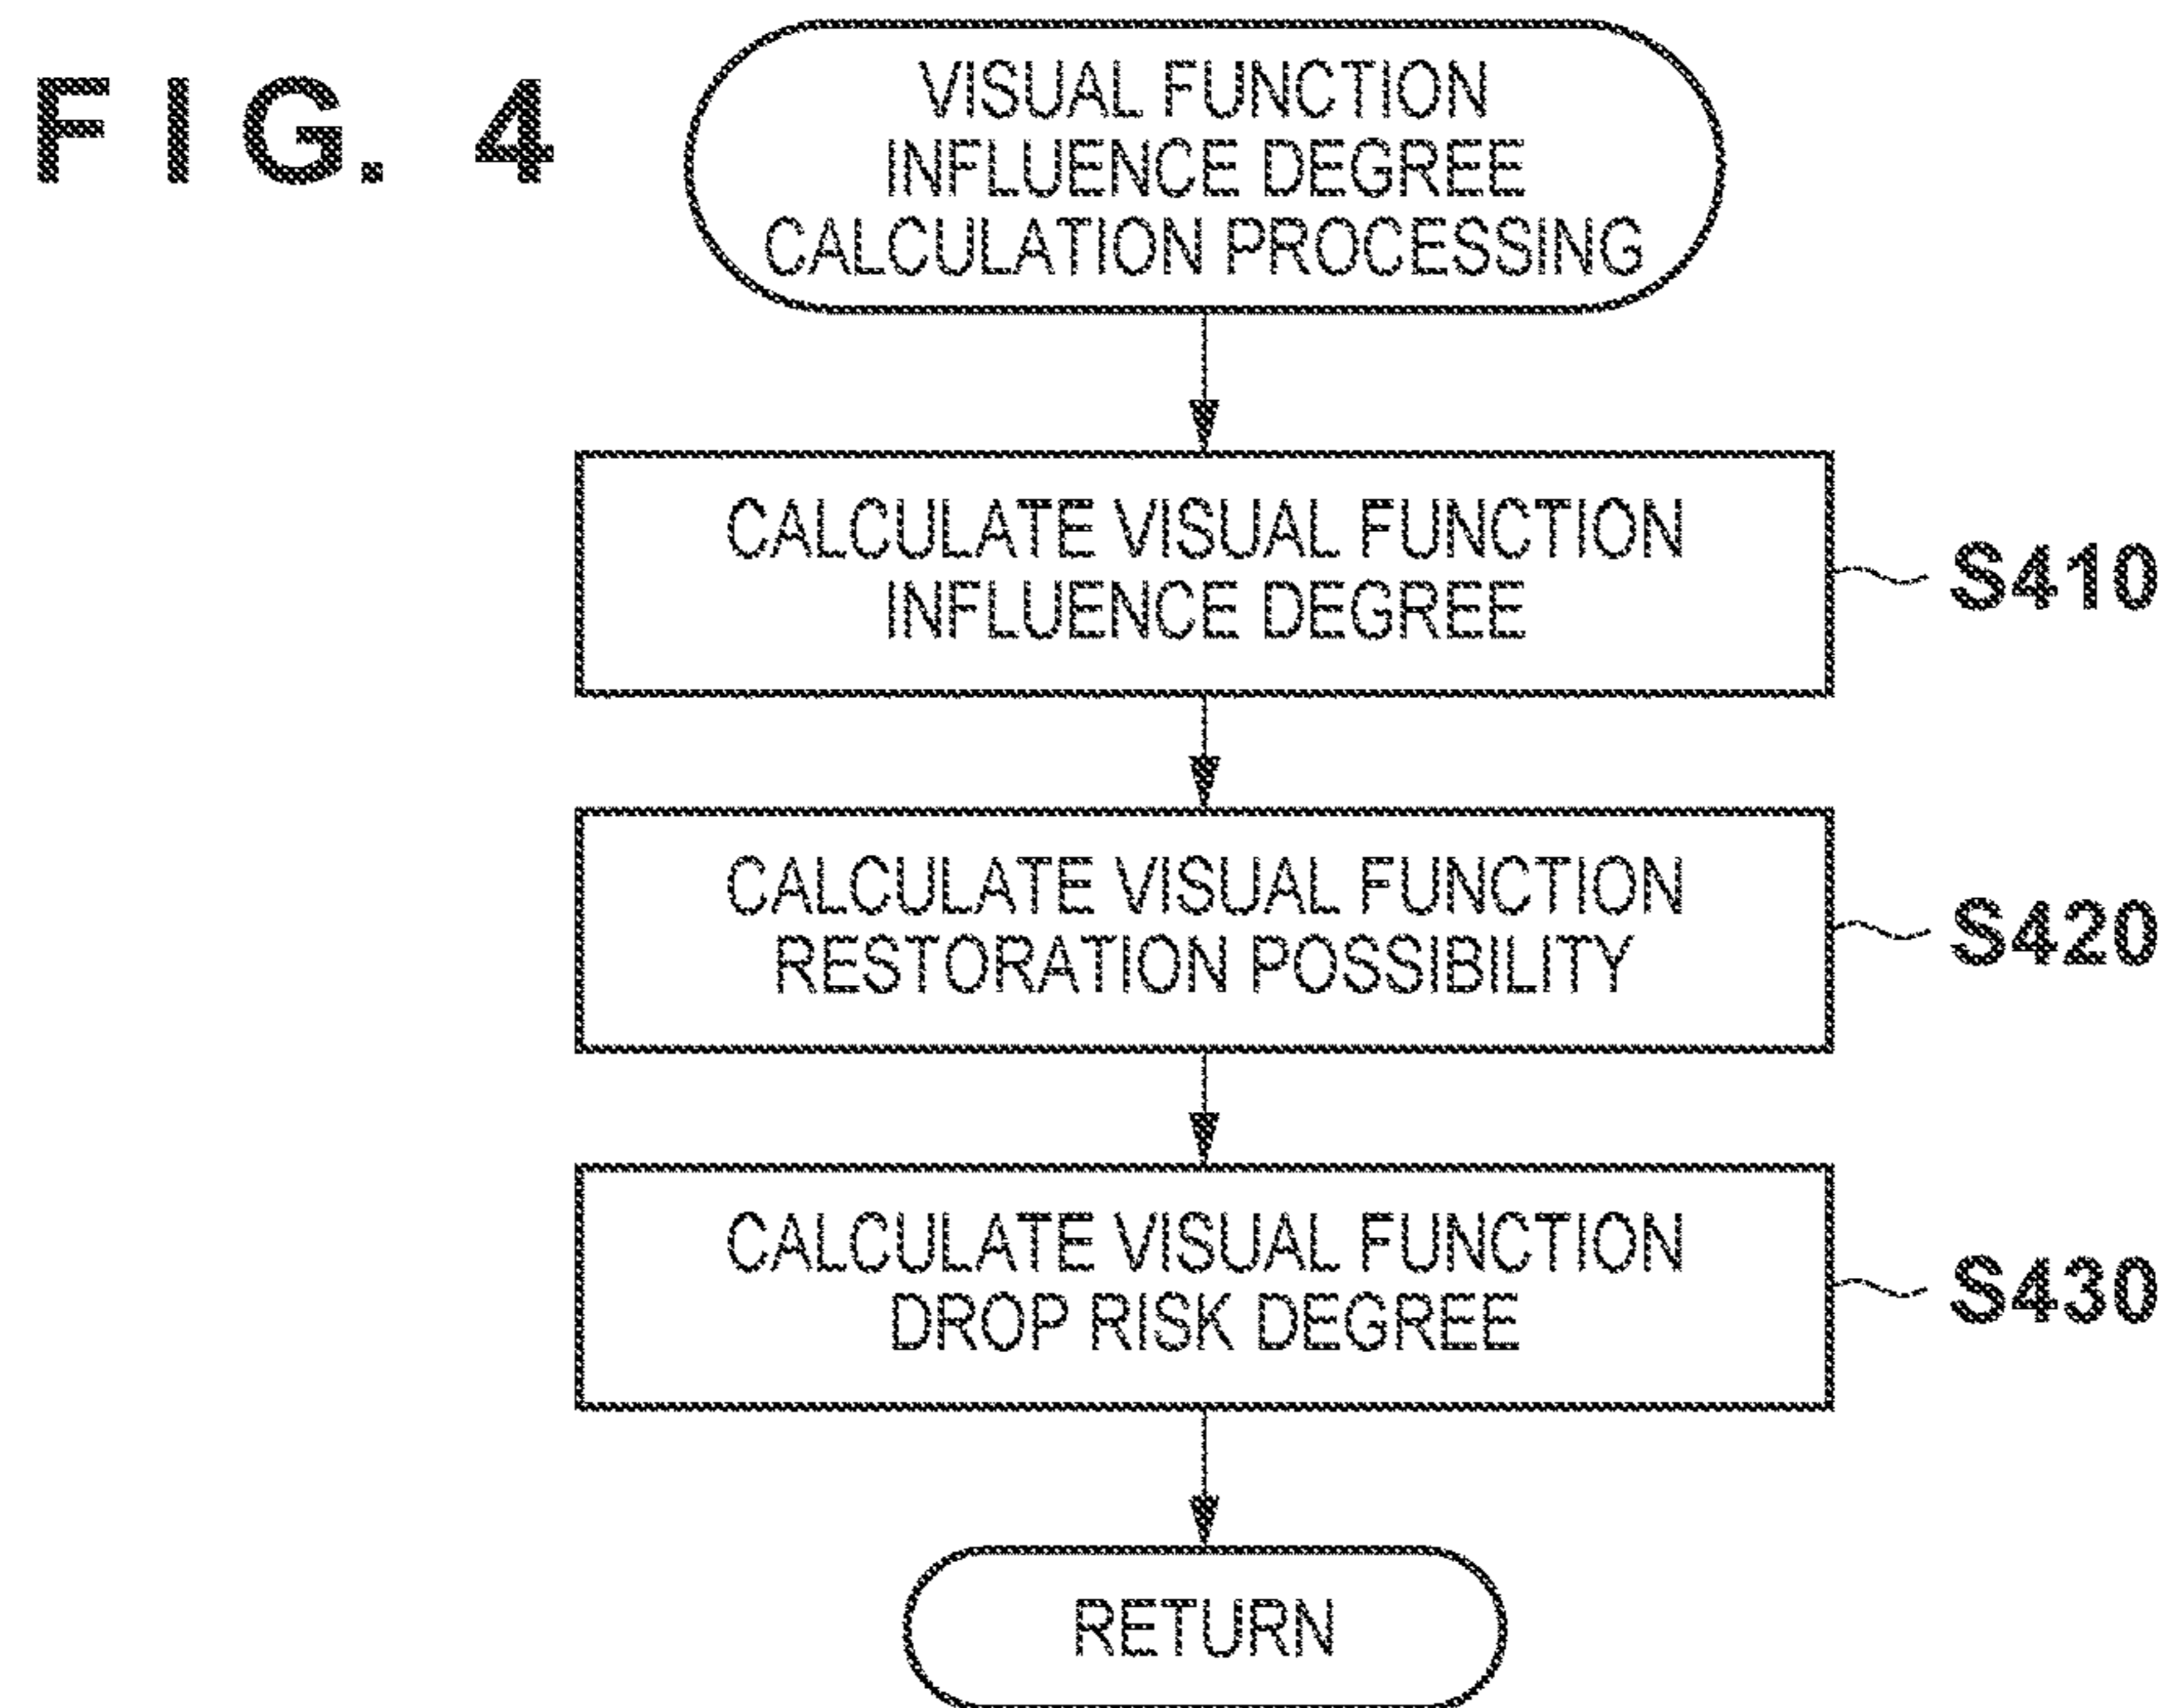 FIG. 4
VISUAL FUNCTION
INFLUENCE DEGREE
CALCULATION PROCESSING
CALCULATE VISUAL FUNCTION
INFLUENCE DEGREE
S410
CALCULATE VISUAL FUNCTION
RESTORATION POSSIBILITY
S420
CALCULATE VISUAL FUNCTION
DROP RISK DEGREE
S430
RETURN